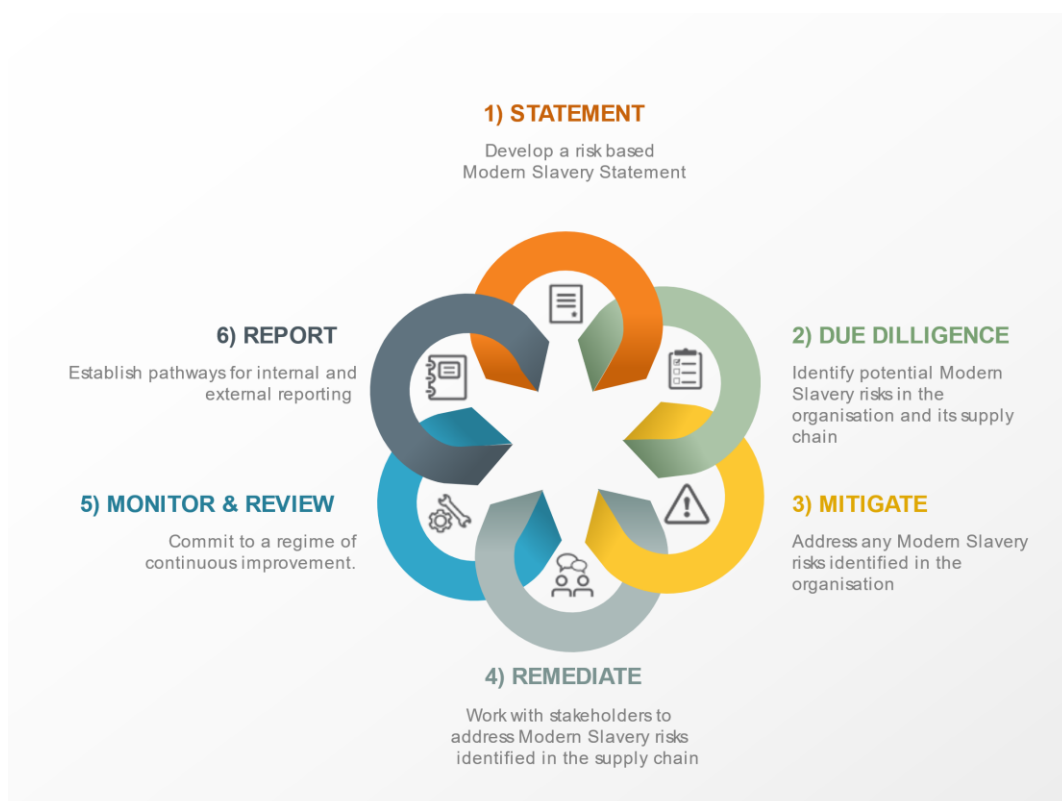 1) STATEMENT
Develop a risk based
Modern Slavery Statement
2) DUE DILLIGENCE
Identify potential Modern
Slavery risks in the
organisation and its supply
chain
3) MITIGATE
Address any Modern Slavery
risks identified in the
organisation
4) REMEDIATE
Work with stakeholders to
address Modern Slavery risks
identified in the supply chain
5) MONITOR & REVIEW
Commit to a regime of
continuous improvement.
6) REPORT
Establish pathways for internal and
external reporting